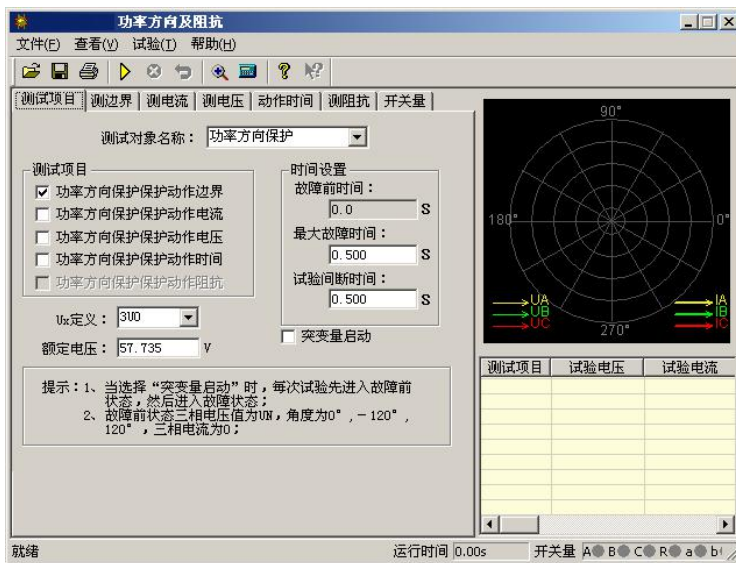 功率方向及阻抗
文件(F) 查看(V) 试验(T) 帮助(H)
测试项目 测边界 测电流 测电压 动作时间 测阻抗 开关量
测试对象名称： 功率方向保护
测试项目
功率方向保护保护动作边界
功率方向保护保护动作电流
功率方向保护保护动作电压
功率方向保护保护动作时间
功率方向保护保护动作阻抗
时间设置
故障前时间：
0.0 S
最大故障时间：
0.500 S
试验间断时间：
0.500 S
Ux定义： 3U0
额定电压： 57.735 V
突变量启动
提示：1、当选择“突变量启动”时，每次试验先进入故障前
状态，然后进入故障状态；
2、故障前状态三相电压值为UN，角度为0°，－120°，
120°，三相电流为0；
90°
180° 0°
270°
UA IA
UB IB
UC IC
测试项目 试验电压 试验电流
就绪 运行时间 0.00s 开关量 A B C R a b